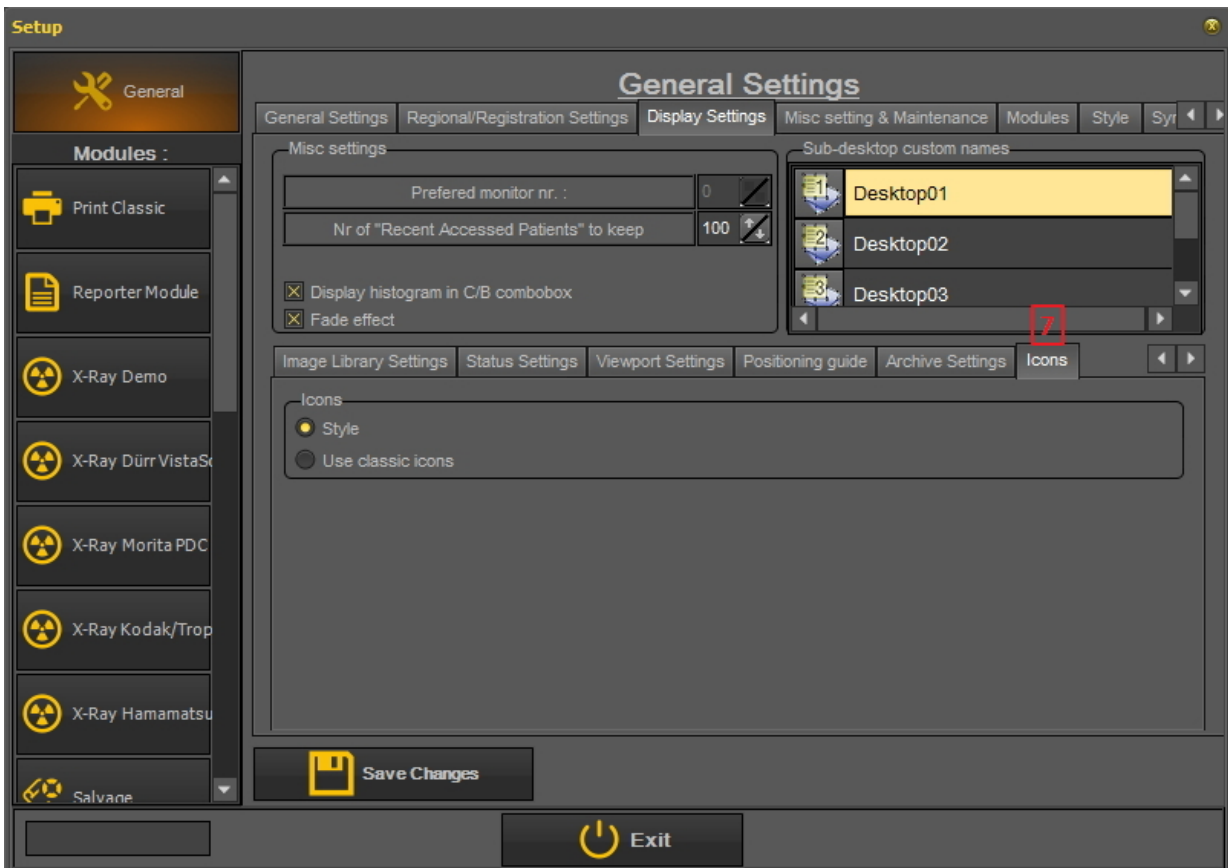 Setup
General
Modules :
Print Classic
Reporter Module
X-Ray Demo
X-Ray Dürr VistaSc
X-Ray Morita PDC
X-Ray Kodak/Trop
X-Ray Hamamatsu
Salvage
General Settings
General Settings Regional/Registration Settings Display Settings Misc setting & Maintenance Modules Style Syr
Misc settings
Prefered monitor nr. : 0
Nr of "Recent Accessed Patients" to keep 100
Display histogram in C/B combobox
Fade effect
Sub-desktop custom names
1 Desktop01
2 Desktop02
3 Desktop03
7
Image Library Settings Status Settings Viewport Settings Positioning guide Archive Settings Icons
Icons
Style
Use classic icons
Save Changes
Exit